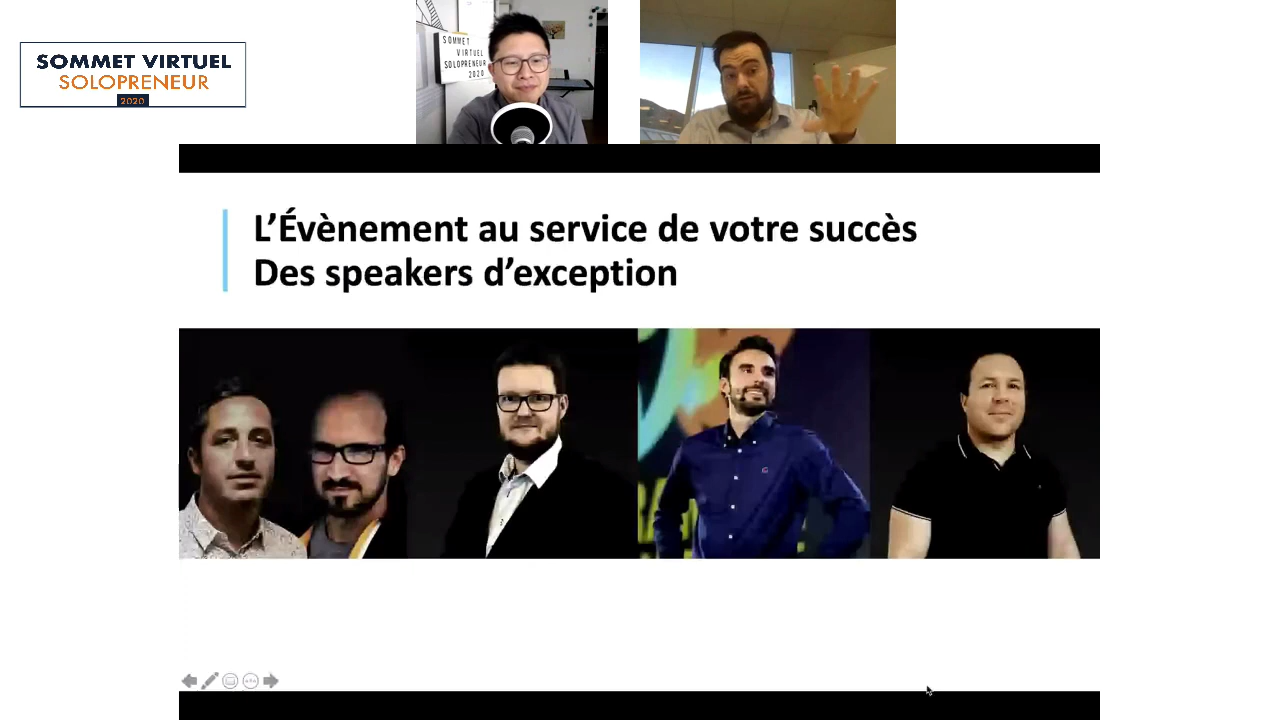 SOMMET VIRTUEL
SOLOPRENEUR
2020
SOMMET
VIRTUEL
SOLOPRENEUR
2020
L'Évènement au service de votre succès
Des speakers d'exception